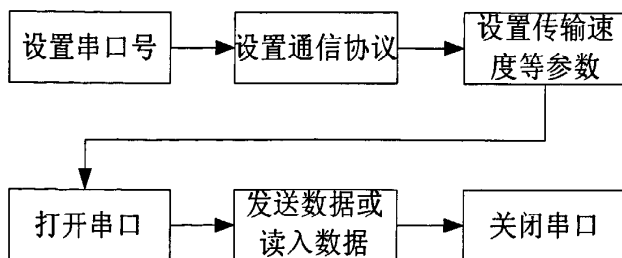 设置串口号
设置通信协议
设置传输速
度等参数
打开串口
发送数据或
读入数据
关闭串口